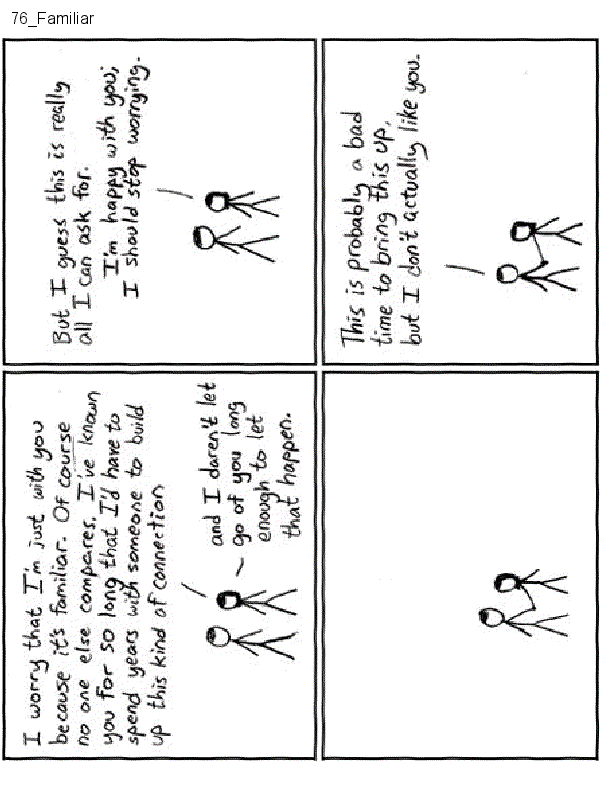 76_Familiar
I worry that I'm just with you
because it's familiar. Of course
no one else compares. I've known
you for so long that I'd have to
spend years with someone to build
up this kind of connection
and I daren't let
go of you long
enough to let
that happen.
But I guess this is really
all I can ask for.
I'm happy with you;
I should stop worrying.
This is probably a bad
time to bring this up,
but I don't actually like you.